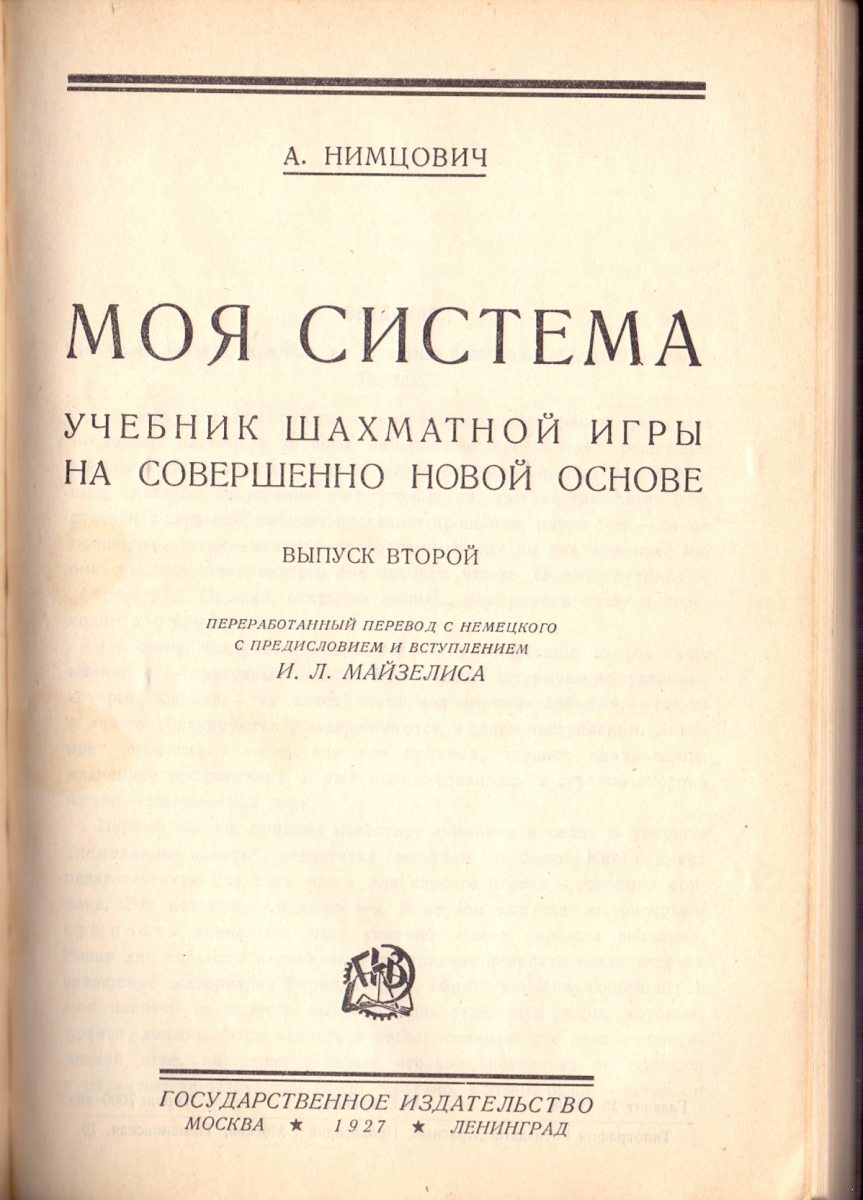 А. НИМЦОВИЧ
МОЯ СИСТЕМА
УЧЕБНИК ШАХМАТНОЙ ИГРЫ
НА СОВЕРШЕННО НОВОЙ ОСНОВЕ
ВЫПУСК ВТОРОЙ
ПЕРЕРАБОТАННЫЙ ПЕРЕВОД С НЕМЕЦКОГО
С ПРЕДИСЛОВИЕМ И ВСТУПЛЕНИЕМ
И. Л. МАЙЗЕЛИСА
ГОСУДАРСТВЕННОЕ ИЗДАТЕЛЬСТВО
МОСКВА ★ 1927 ★ ЛЕНИНГРАД